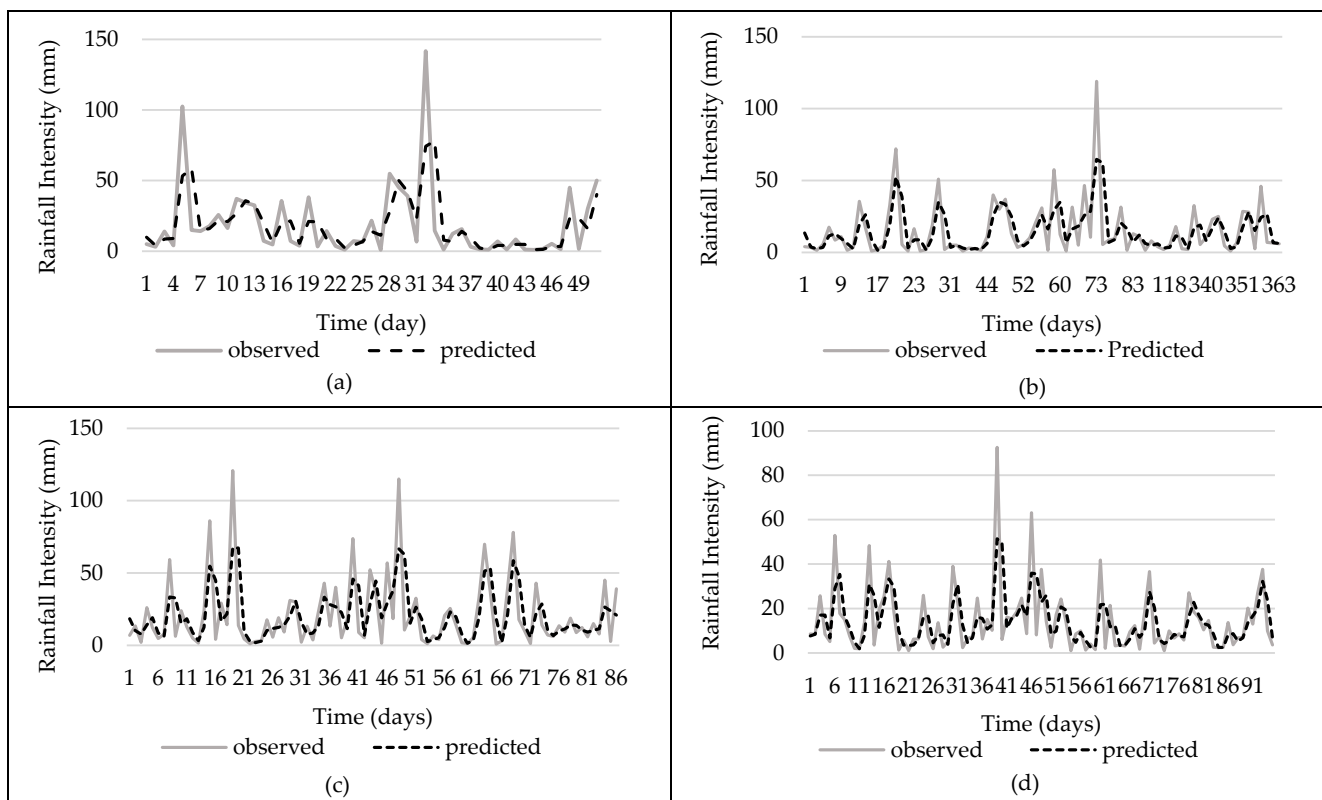 150
100
50
0
Rainfall Intensity (mm)
1 4 7 10 13 16 19 22 25 28 31 34 37 40 43 46 49
Time (day)
observed predicted
(a)
150
100
50
0
Rainfall Intensity (mm)
1 9 17 23 31 44 52 60 73 83 118 340 351 363
Time (days)
observed Predicted
(b)
150
100
50
0
Rainfall Intensity (mm)
1 6 11 16 21 26 31 36 41 46 51 56 61 66 71 76 81 86
Time (days)
observed predicted
(c)
100
80
60
40
20
0
Rainfall Intensity (mm)
1 6 11 16 21 26 31 36 41 46 51 56 61 66 71 76 81 86 91
Time (days)
observed predicted
(d)